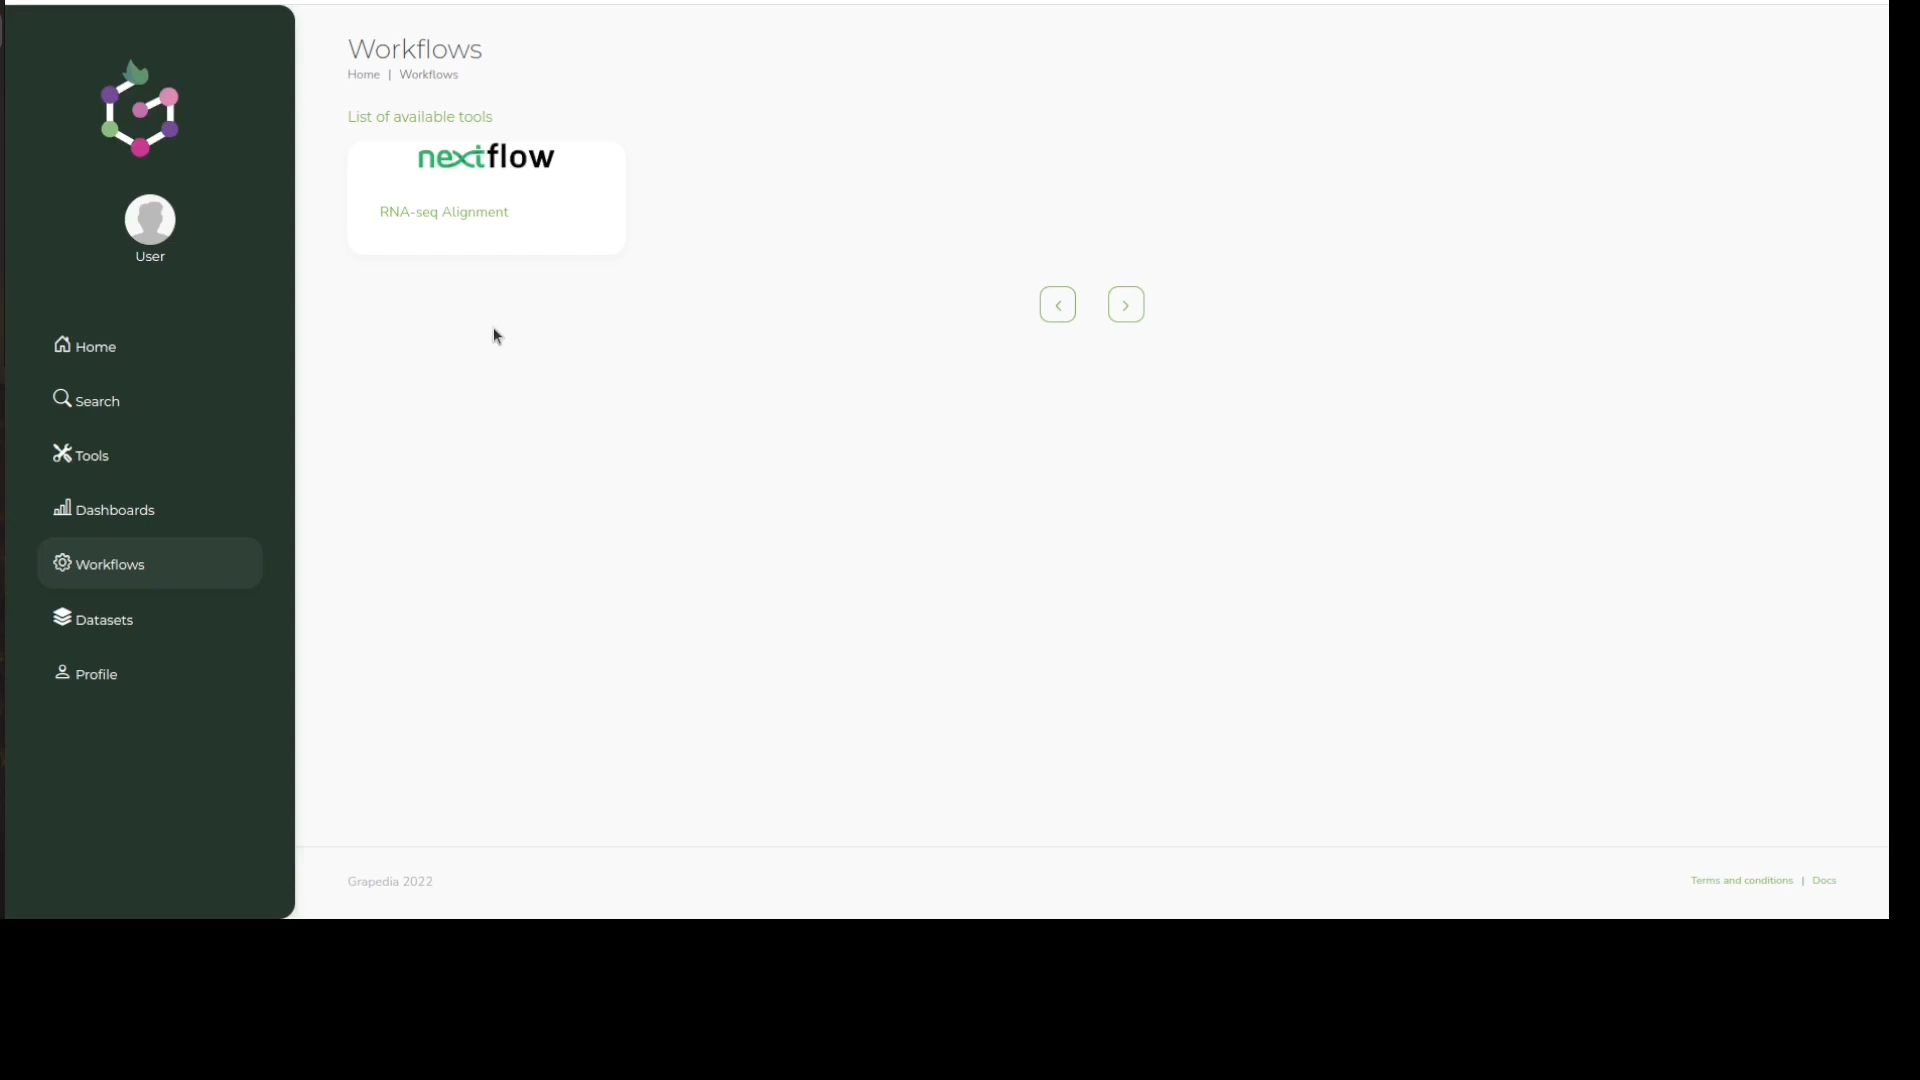 Workflows
Home | Workflows
List of available tools
nextflow
RNA-seq Alignment
User
Home
Search
Tools
Dashboards
Workflows
Datasets
Profile
Grapedia 2022
Terms and conditions | Docs